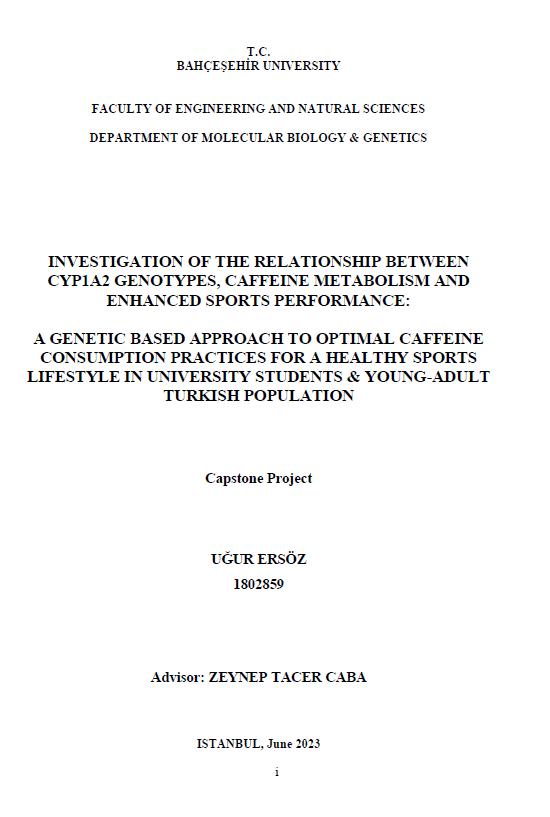 T.C.
BAHÇEŞEHİR UNIVERSITY
FACULTY OF ENGINEERING AND NATURAL SCIENCES
DEPARTMENT OF MOLECULAR BIOLOGY & GENETICS
INVESTIGATION OF THE RELATIONSHIP BETWEEN
CYP1A2 GENOTYPES, CAFFEINE METABOLISM AND
ENHANCED SPORTS PERFORMANCE:
A GENETIC BASED APPROACH TO OPTIMAL CAFFEINE
CONSUMPTION PRACTICES FOR A HEALTHY SPORTS
LIFESTYLE IN UNIVERSITY STUDENTS & YOUNG-ADULT
TURKISH POPULATION
Capstone Project
UĞUR ERSÖZ
1802859
Advisor: ZEYNEP TACER CABA
ISTANBUL, June 2023
i